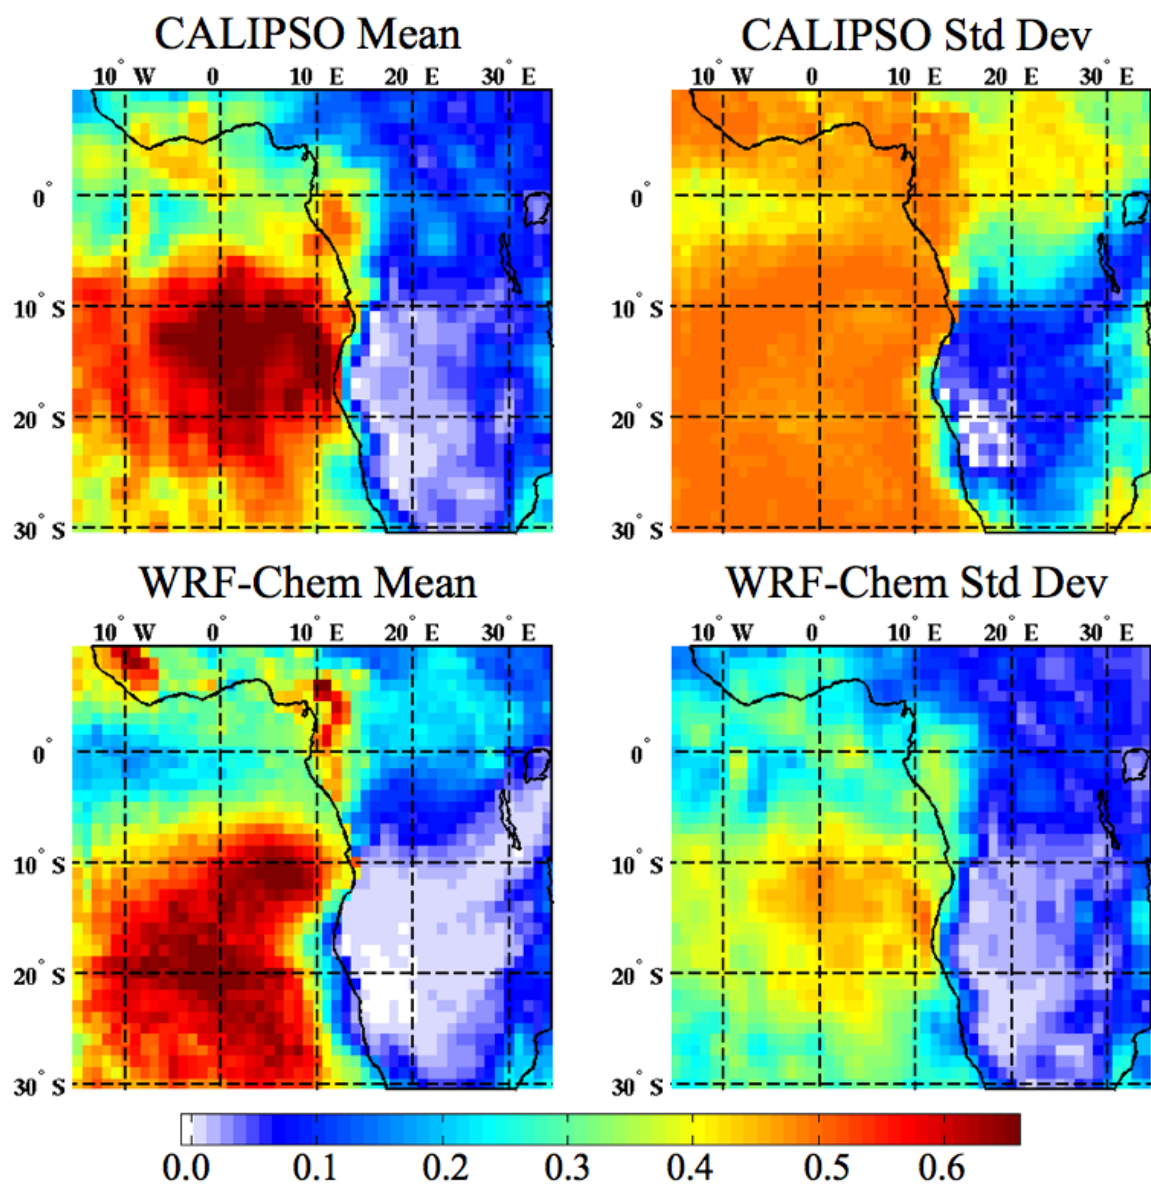 CALIPSO Mean
CALIPSO Std Dev
10° W 0 10° E 20° E 30° E
10° W 0° 10° E 20° E 30° E
0°
10° S
20° S
30° S
0°
10° S
20° S
30° S
WRF-Chem Mean
WRF-Chem Std Dev
10° W 0° 10° E 20° E 30° E
10° W 0° 10° E 20° E 30° E
0°
10° S
20° S
30° S
0°
10° S
20° S
30° S
0.0 0.1 0.2 0.3 0.4 0.5 0.6